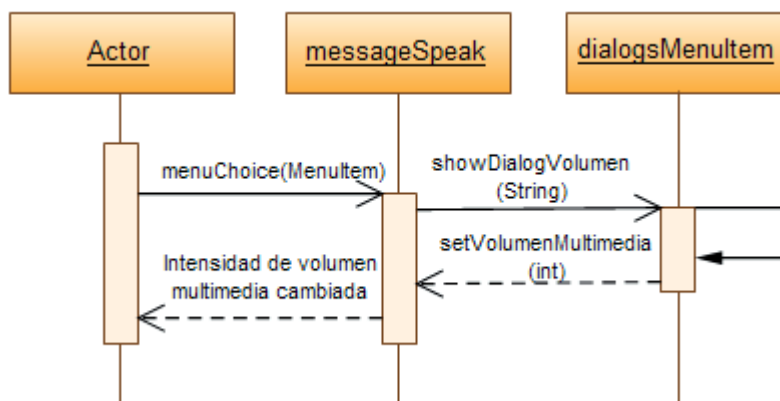 Actor
messageSpeak
dialogsMenuItem
menuChoice(MenuItem)
showDialogVolumen
(String)
setVolumenMultimedia
(int)
Intensidad de volumen
multimedia cambiada